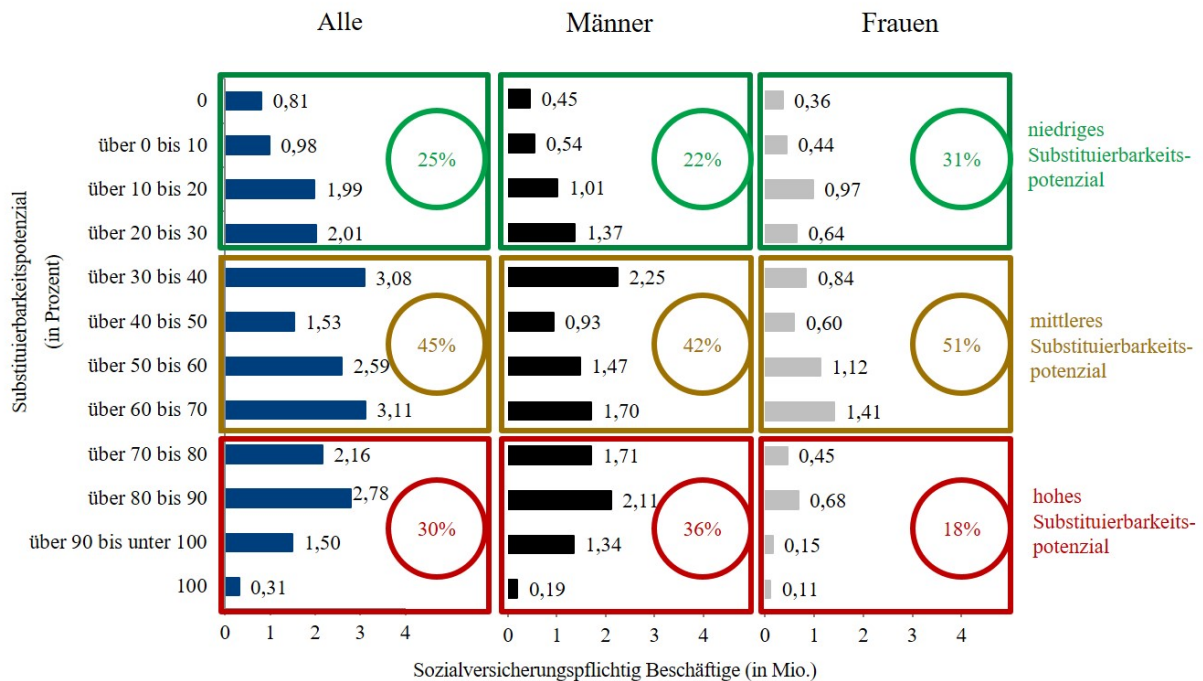 Alle Männer Frauen
Substituierbarkeitspotenzial
(in Prozent)
0 0,81 0,45 0,36
über 0 bis 10 0,98 0,54 0,44
25% 22% 31%
niedriges
Substituierbarkeits-
potenzial
über 10 bis 20 1,99 1,01 0,97
über 20 bis 30 2,01 1,37 0,64
über 30 bis 40 3,08 2,25 0,84
über 40 bis 50 1,53 0,93 0,60
45% 42% 51%
mittleres
Substituierbarkeits-
potenzial
über 50 bis 60 2,59 1,47 1,12
über 60 bis 70 3,11 1,70 1,41
über 70 bis 80 2,16 1,71 0,45
über 80 bis 90 2,78 2,11 0,68
30% 36% 18%
hohes
Substituierbarkeits-
potenzial
über 90 bis unter 100 1,50 1,34 0,15
100 0,31 0,19 0,11
0 1 2 3 4 0 1 2 3 4 0 1 2 3 4
Sozialversicherungspflichtig Beschäftige (in Mio.)